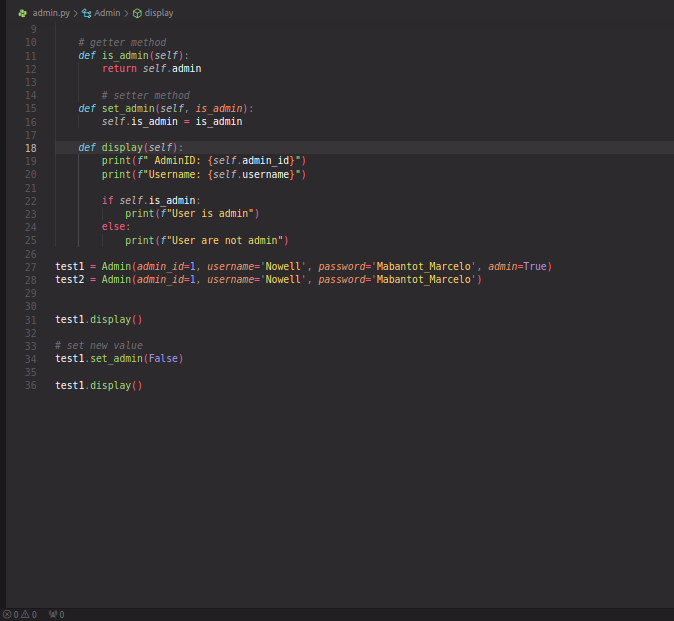 admin.py > Admin > display
9
10 # getter method
11 def is_admin(self):
12 return self.admin
13
14 # setter method
15 def set_admin(self, is_admin):
16 self.is_admin = is_admin
17
18 def display(self):
19 print(f" AdminID: {self.admin_id}")
20 print(f"Username: {self.username}")
21
22 if self.is_admin:
23 print(f"User is admin")
24 else:
25 print(f"User are not admin")
26
27 test1 = Admin(admin_id=1, username='Nowell', password='Mabantot_Marcelo', admin=True)
28 test2 = Admin(admin_id=1, username='Nowell', password='Mabantot_Marcelo')
29
30
31 test1.display()
32
33 # set new value
34 test1.set_admin(False)
35
36 test1.display()
0 0 0